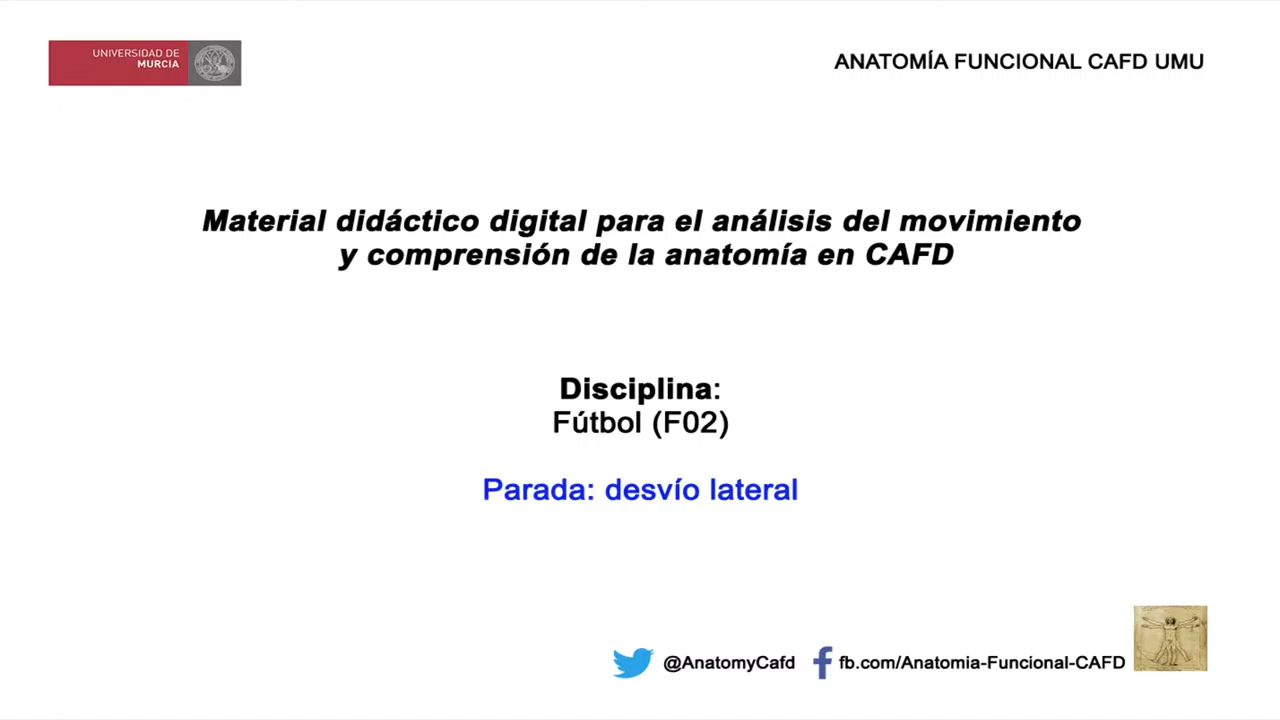 UNIVERSIDAD DE
MURCIA
ANATOMÍA FUNCIONAL CAFD UMU
Material didáctico digital para el análisis del movimiento
y comprensión de la anatomía en CAFD
Disciplina:
Fútbol (F02)
Parada: desvío lateral
@AnatomyCafd
fb.com/Anatomia-Funcional-CAFD